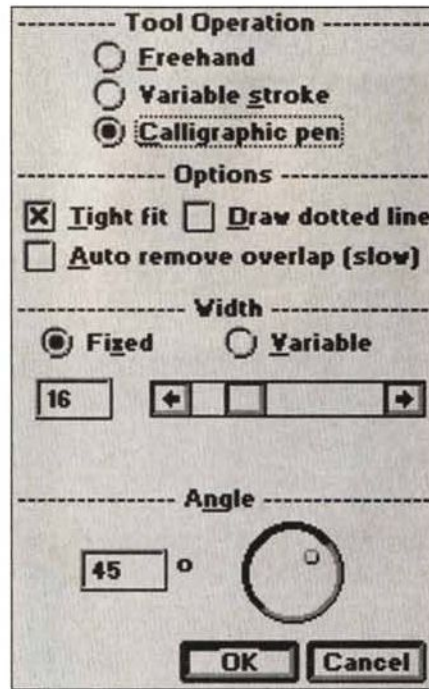 Tool Operation
Freehand
Variable stroke
Calligraphic pen
Options
Tight fit Draw dotted line
Auto remove overlap (slow)
Width
Fixed Variable
16
Angle
45 °
OK Cancel